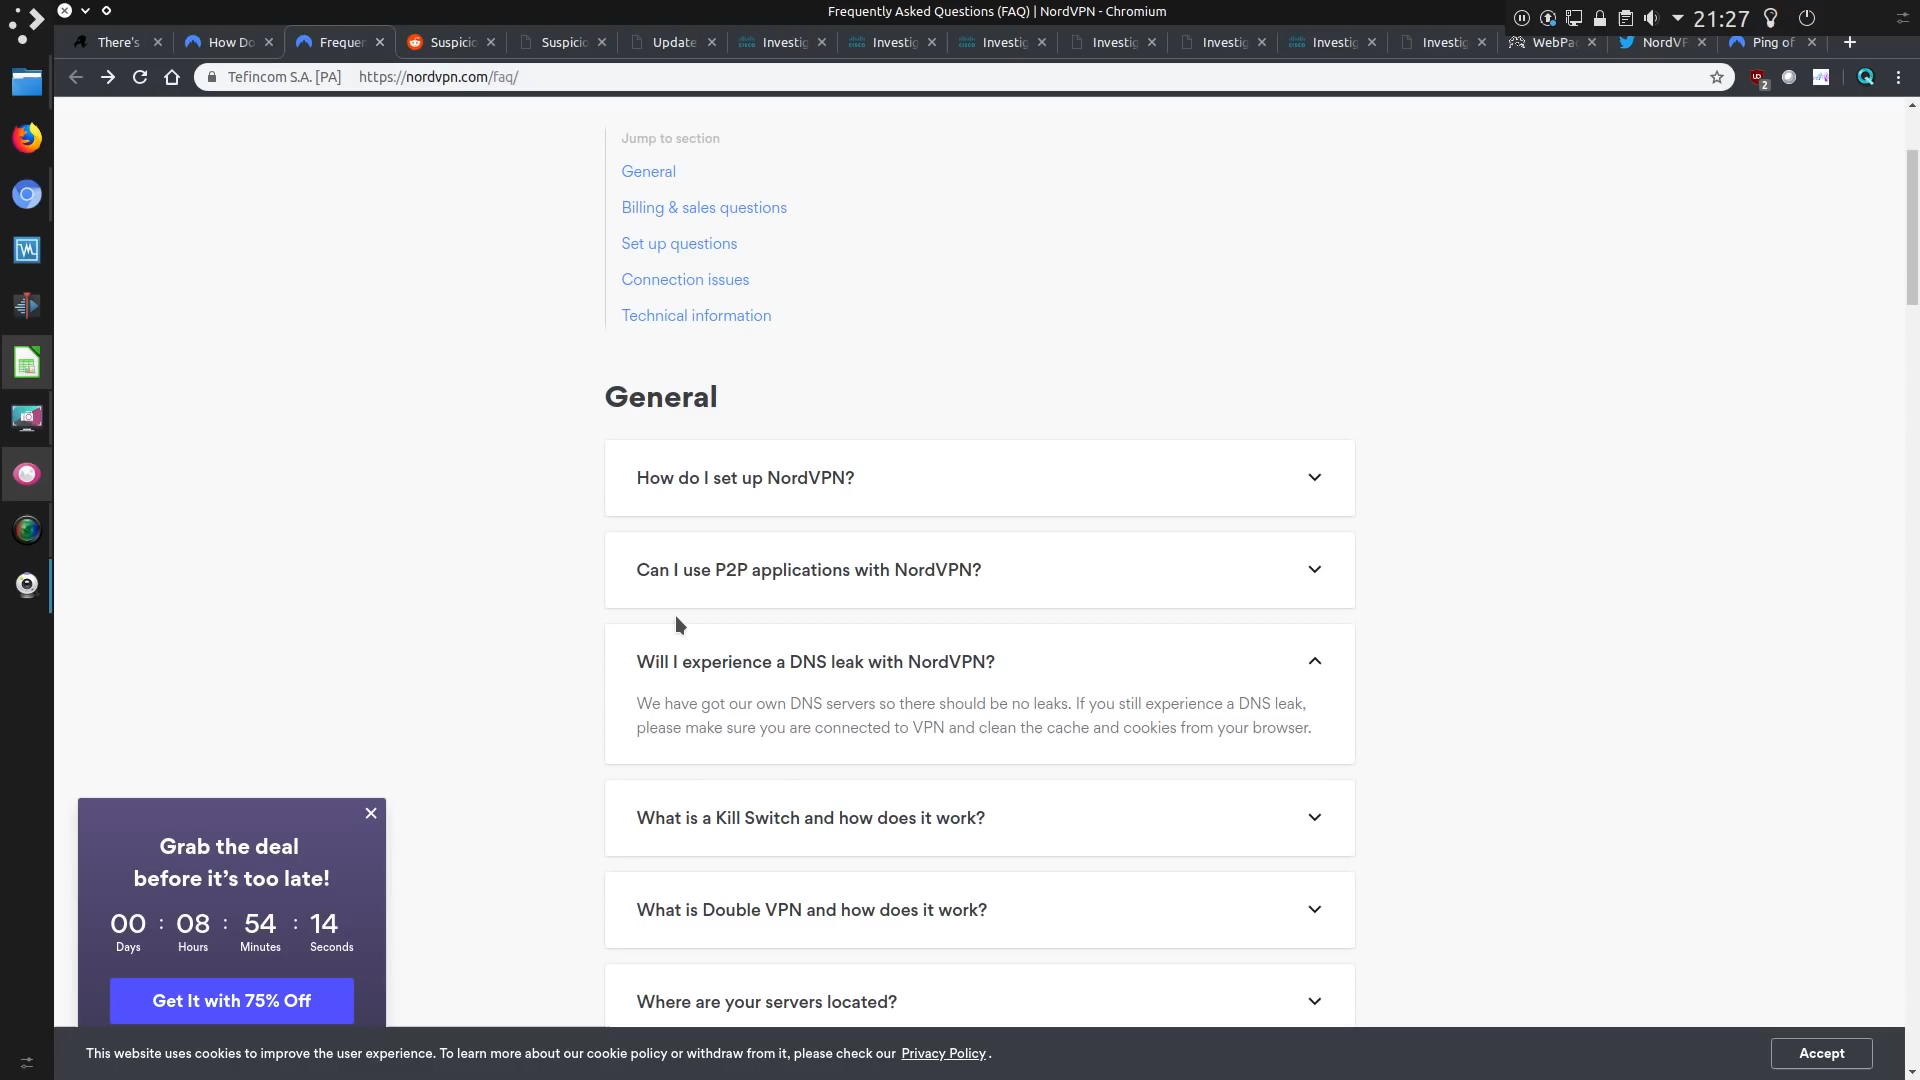 Frequently Asked Questions (FAQ) | NordVPN - Chromium
21:27
There's
How Do
Frequen
Suspicio
Suspicio
Update
Investig
Investig
Investig
Investig
Investig
Investig
Investig
WebPa
NordVP
Ping of
Tefincom S.A. [PA] https://nordvpn.com/faq/
2
Jump to section
General
Billing & sales questions
Set up questions
Connection issues
Technical information
General
How do I set up NordVPN?
Can I use P2P applications with NordVPN?
Will I experience a DNS leak with NordVPN?
We have got our own DNS servers so there should be no leaks. If you still experience a DNS leak,
please make sure you are connected to VPN and clean the cache and cookies from your browser.
What is a Kill Switch and how does it work?
What is Double VPN and how does it work?
Where are your servers located?
Grab the deal
before it's too late!
00 : 08 : 54 : 14
Days Hours Minutes Seconds
Get It with 75% Off
This website uses cookies to improve the user experience. To learn more about our cookie policy or withdraw from it, please check our Privacy Policy .
Accept